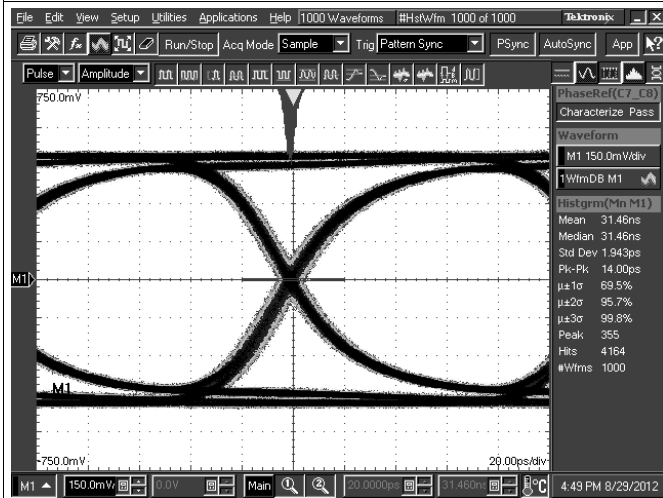 File Edit View Setup Utilities Applications Help 1000 Waveforms #HstWfm 1000 of 1000 Tektronix
Run/Stop Acq Mode Sample Trig Pattern Sync PSync AutoSync App
Pulse Amplitude
750.0mV
PhaseRef(C7_C8)
Characterize Pass
Waveform
M1 150.0mV/div
1WfmDB M1
Histgrm(Mn M1)
Mean 31.46ns
Median 31.46ns
Std Dev 1.943ps
Pk-Pk 14.00ps
µ±1σ 69.5%
µ±2σ 95.7%
µ±3σ 99.8%
Peak 355
Hits 4164
#Wfms 1000
M1
M1
-750.0mV
20.00ps/div
M1 150.0mV 0.0V Main 1 2 20.0000ps 31.460n °C 4:49 PM 8/29/2012